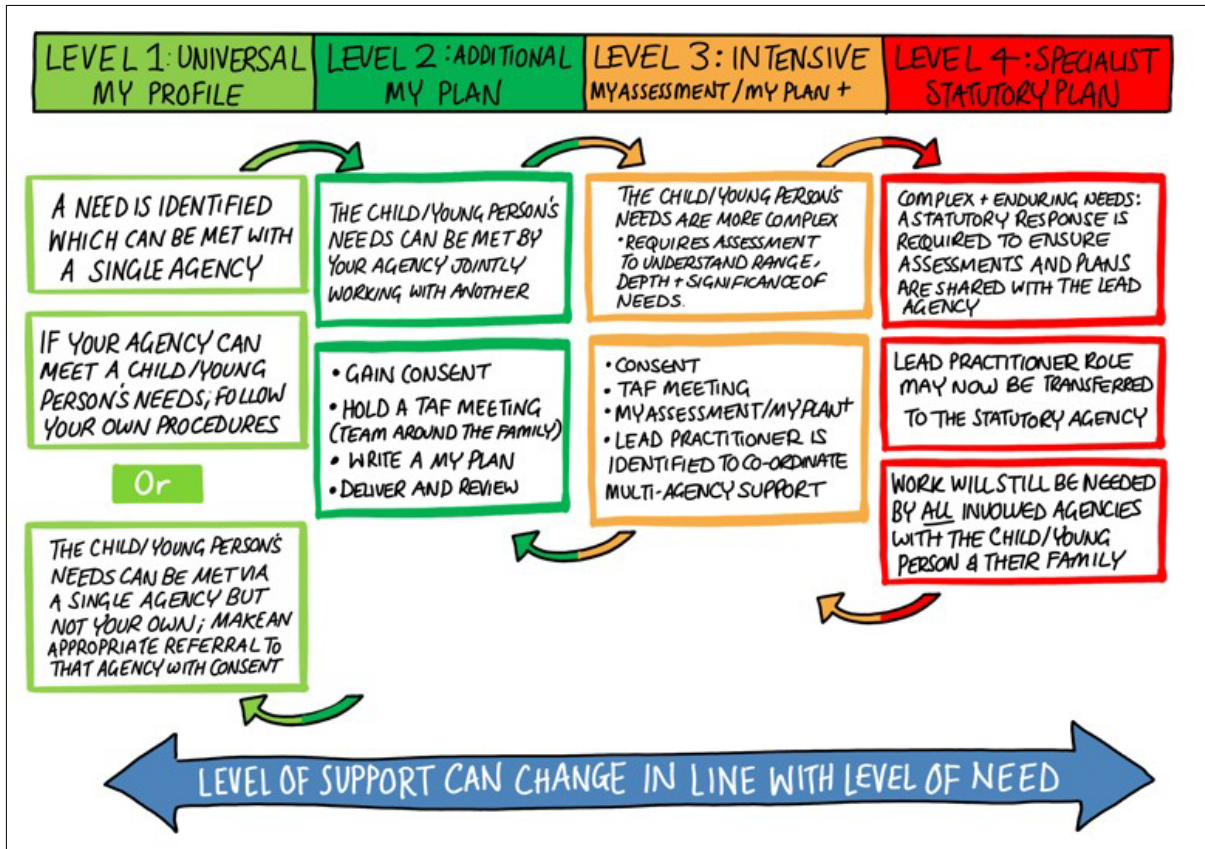 LEVEL 1: UNIVERSAL
MY PROFILE
LEVEL 2: ADDITIONAL
MY PLAN
LEVEL 3: INTENSIVE
MY ASSESSMENT/MY PLAN +
LEVEL 4: SPECIALIST
STATUTORY PLAN
A NEED IS IDENTIFIED
WHICH CAN BE MET WITH
A SINGLE AGENCY
IF YOUR AGENCY CAN
MEET A CHILD/YOUNG
PERSON'S NEEDS; FOLLOW
YOUR OWN PROCEDURES
Or
THE CHILD/YOUNG PERSON'S
NEEDS CAN BE MET VIA
A SINGLE AGENCY BUT
NOT YOUR OWN; MAKE AN
APPROPRIATE REFERRAL TO
THAT AGENCY WITH CONSENT
THE CHILD/YOUNG PERSON'S
NEEDS CAN BE MET BY
YOUR AGENCY JOINTLY
WORKING WITH ANOTHER
• GAIN CONSENT
• HOLD A TAF MEETING
(TEAM AROUND THE FAMILY)
• WRITE A MY PLAN
• DELIVER AND REVIEW
THE CHILD/YOUNG PERSON'S
NEEDS ARE MORE COMPLEX
• REQUIRES ASSESSMENT
TO UNDERSTAND RANGE,
DEPTH + SIGNIFICANCE OF
NEEDS.
• CONSENT
• TAF MEETING
• MY ASSESSMENT/MY PLAN+
• LEAD PRACTITIONER IS
IDENTIFIED TO CO-ORDINATE
MULTI-AGENCY SUPPORT
COMPLEX + ENDURING NEEDS:
A STATUTORY RESPONSE IS
REQUIRED TO ENSURE
ASSESSMENTS AND PLANS
ARE SHARED WITH THE LEAD
AGENCY
LEAD PRACTITIONER ROLE
MAY NOW BE TRANSFERRED
TO THE STATUTORY AGENCY
WORK WILL STILL BE NEEDED
BY ALL INVOLVED AGENCIES
WITH THE CHILD/YOUNG
PERSON & THEIR FAMILY
LEVEL OF SUPPORT CAN CHANGE IN LINE WITH LEVEL OF NEED